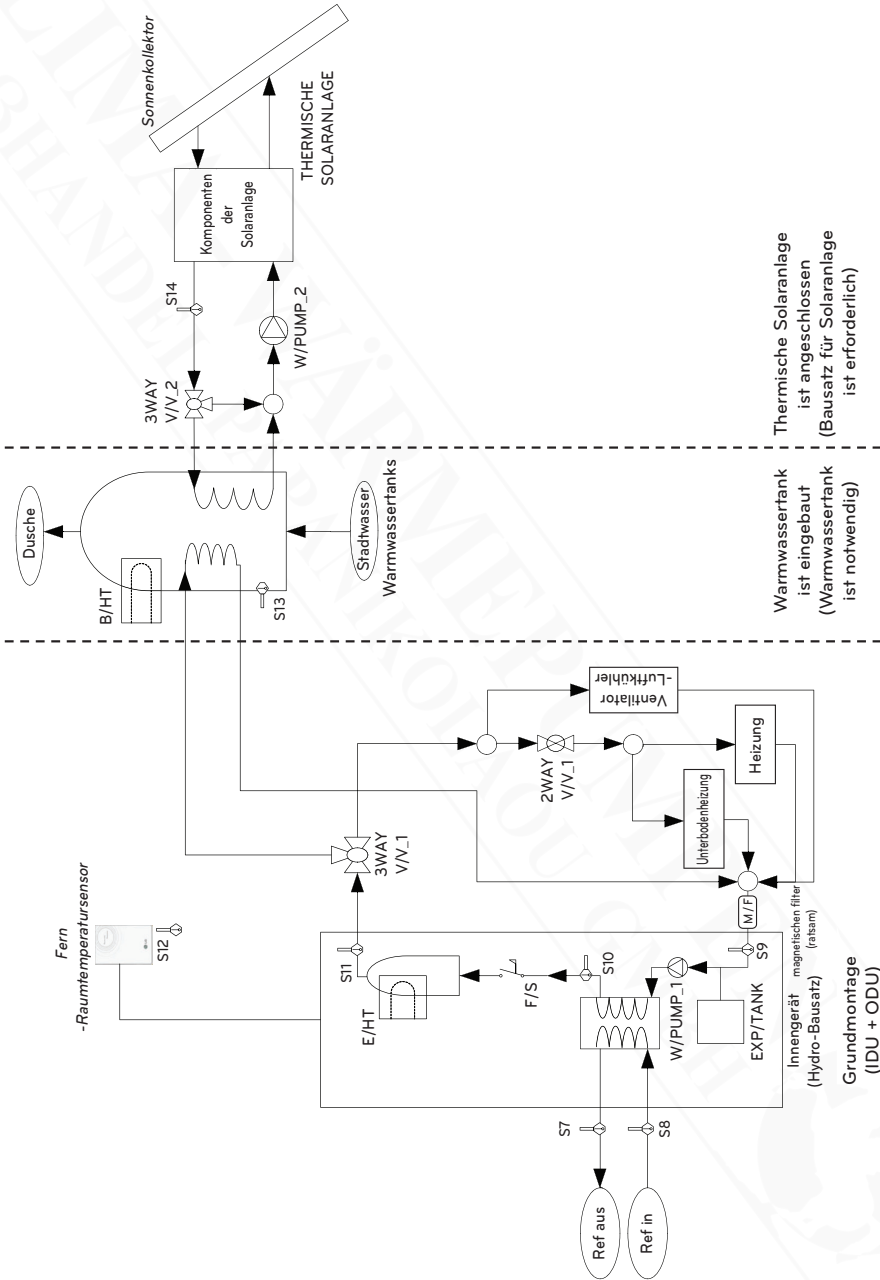 Fern
-Raumtemperatursensor
S12
Ref aus
Ref in
S7
S8
E/HT
S11
F/S
S10
W/PUMP_1
EXP/TANK
S9
M/F
Innengerät
(Hydro-Bausatz)
magnetischen filter
(ratsam)
Grundmontage
(IDU + ODU)
3WAY
V/V_1
2WAY
V/V_1
Ventilator
-Luftkühler
Unterbodenheizung
Heizung
Dusche
B/HT
S13
Stadtwasser
Warmwassertanks
Warmwassertank
ist eingebaut
(Warmwassertank
ist notwendig)
3WAY
V/V_2
S14
W/PUMP_2
Komponenten
der
Solaranlage
Sonnenkollektor
THERMISCHE
SOLARANLAGE
Thermische Solaranlage
ist angeschlossen
(Bausatz für Solaranlage
ist erforderlich)